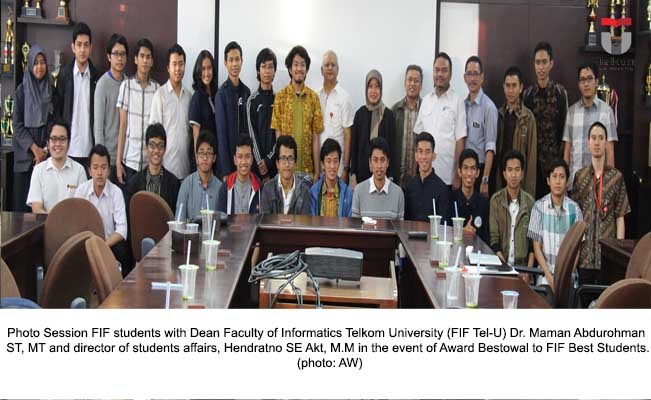 Telkom
Photo Session FIF students with Dean Faculty of Informatics Telkom University (FIF Tel-U) Dr. Maman Abdurohman
ST, MT and director of students affairs, Hendratno SE Akt, M.M in the event of Award Bestowal to FIF Best Students.
(photo: AW)